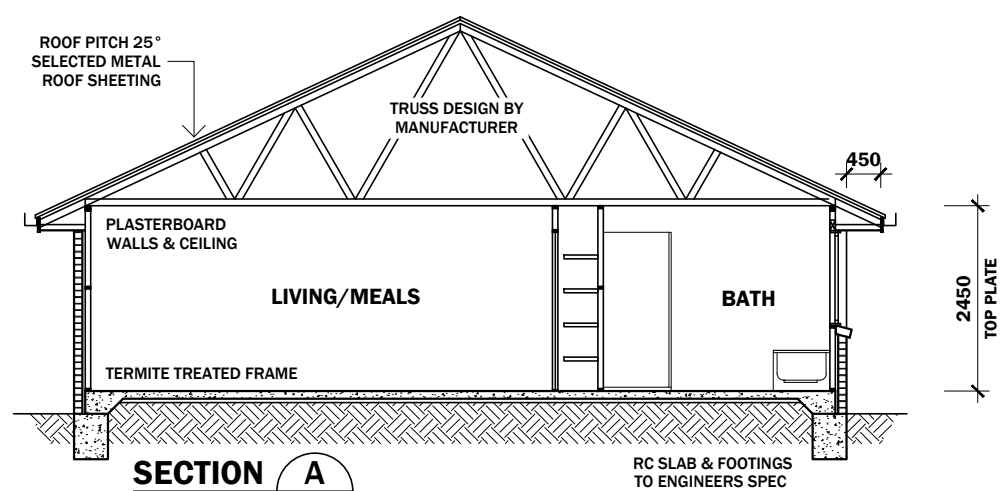 ROOF PITCH 25°
SELECTED METAL
ROOF SHEETING
TRUSS DESIGN BY
MANUFACTURER
450
PLASTERBOARD
WALLS & CEILING
LIVING/MEALS
BATH
2450
TOP PLATE
TERMITE TREATED FRAME
SECTION A
RC SLAB & FOOTINGS
TO ENGINEERS SPEC